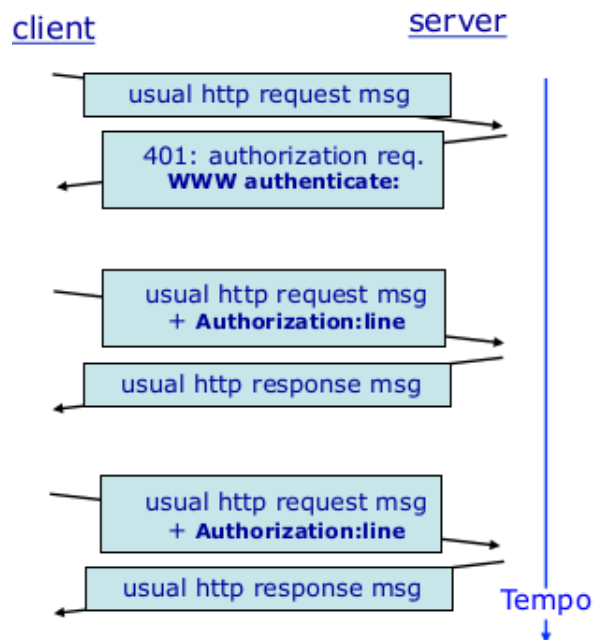 client
server
usual http request msg
401: authorization req.
WWW authenticate:
usual http request msg
+ Authorization:line
usual http response msg
usual http request msg
+ Authorization:line
usual http response msg
Tempo